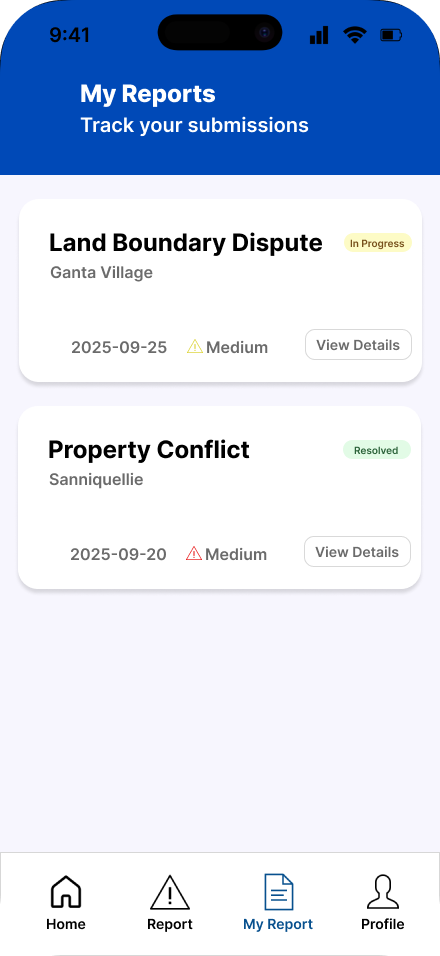 9:41
My Reports
Track your submissions
Land Boundary Dispute In Progress
Ganta Village
2025-09-25 Medium View Details
Property Conflict Resolved
Sanniquellie
2025-09-20 Medium View Details
Home Report My Report Profile